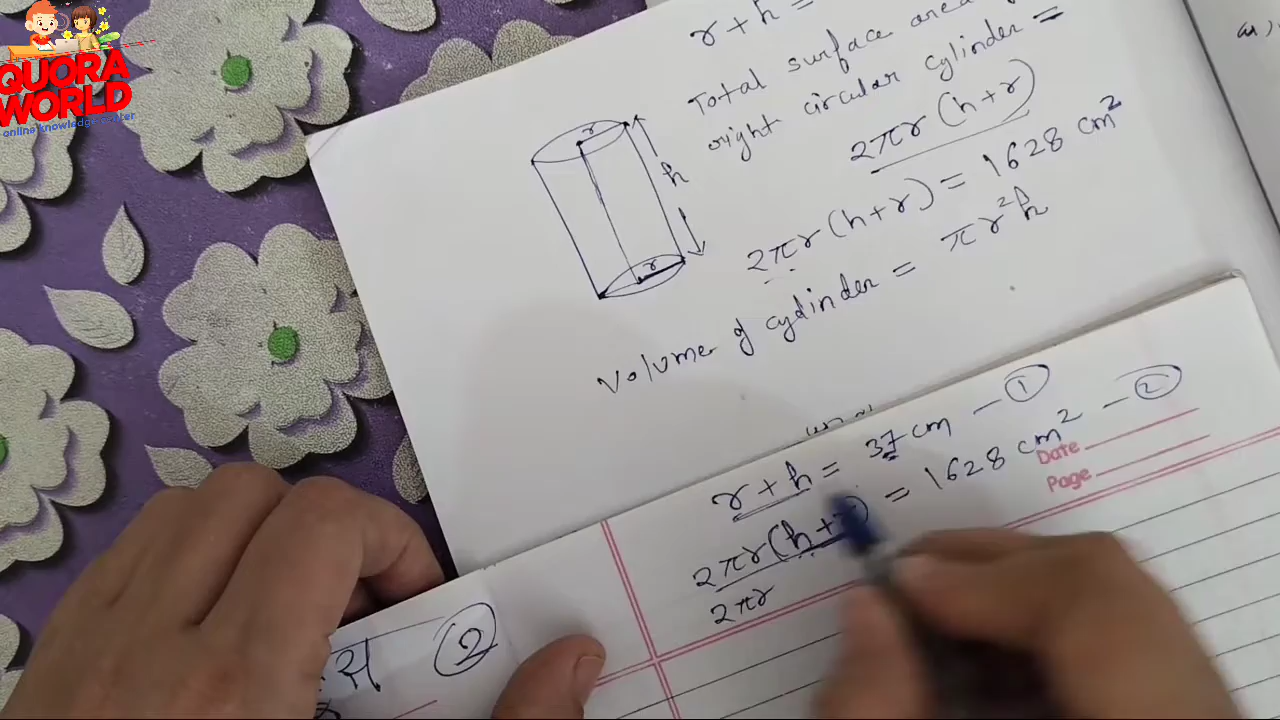 QUORA
WORLD
online knowledge center
r + h =
Total surface area
right circular cylinder =
2πr (h+r)
2πr (h+r) = 1628 cm²
Volume of cylinder = πr²h
r
h
r
r + h = 37 cm — ①
2πr (h+r) = 1628 cm² — ②
2πr
Date
Page
②